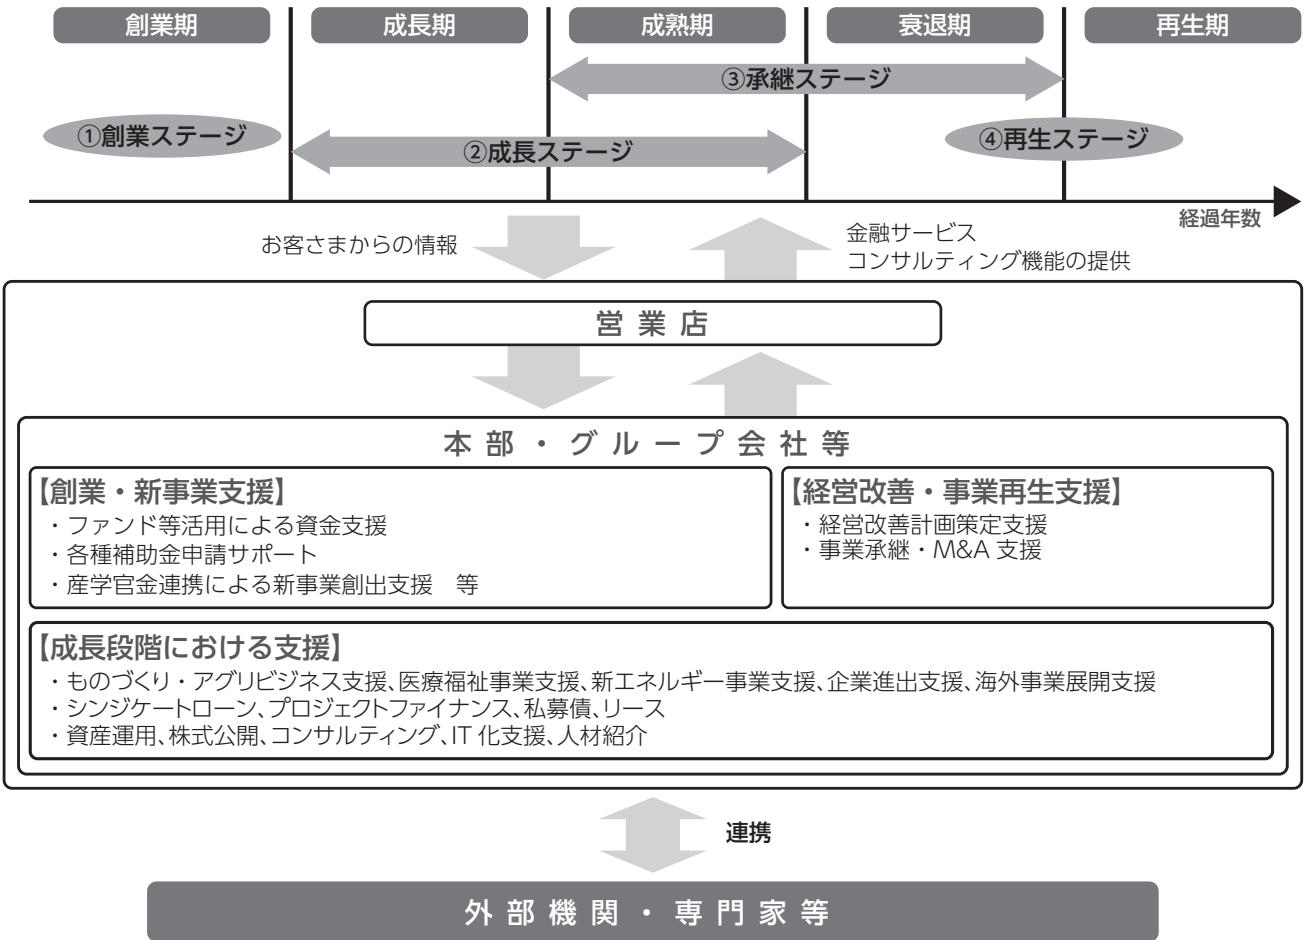 創業期
成長期
成熟期
衰退期
再生期
③承継ステージ
①創業ステージ
②成長ステージ
④再生ステージ
経過年数
お客さまからの情報
金融サービス
コンサルティング機能の提供
営業店
本部・グループ会社等
【創業・新事業支援】
・ファンド等活用による資金支援
・各種補助金申請サポート
・産学官金連携による新事業創出支援　等
【経営改善・事業再生支援】
・経営改善計画策定支援
・事業承継・M&A 支援
【成長段階における支援】
・ものづくり・アグリビジネス支援、医療福祉事業支援、新エネルギー事業支援、企業進出支援、海外事業展開支援
・シンジケートローン、プロジェクトファイナンス、私募債、リース
・資産運用、株式公開、コンサルティング、IT 化支援、人材紹介
連携
外部機関・専門家等